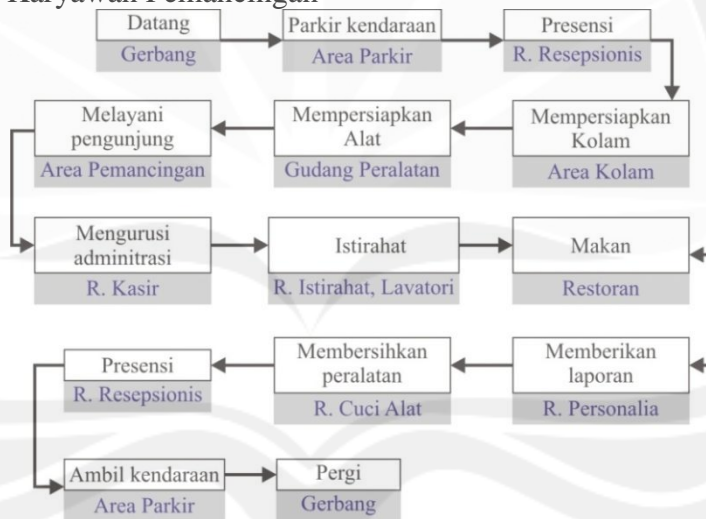 Karyawan Pemancingan
Datang
Gerbang
Parkir kendaraan
Area Parkir
Presensi
R. Resepsionis
Mempersiapkan
Kolam
Area Kolam
Mempersiapkan
Alat
Gudang Peralatan
Melayani
pengunjung
Area Pemancingan
Mengurusi
adminitrasi
R. Kasir
Istirahat
R. Istirahat, Lavatori
Makan
Restoran
Memberikan
laporan
R. Personalia
Membersihkan
peralatan
R. Cuci Alat
Presensi
R. Resepsionis
Ambil kendaraan
Area Parkir
Pergi
Gerbang